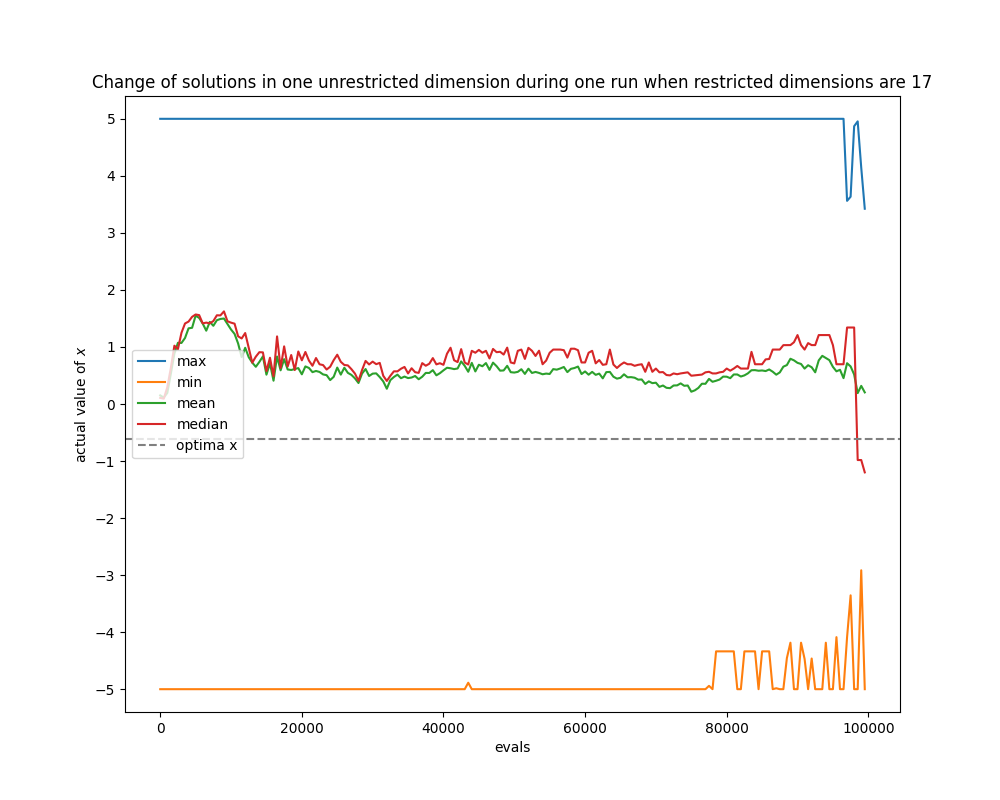 Change of solutions in one unrestricted dimension during one run when restricted dimensions are 17
5
4
3
2
1
0
−1
−2
−3
−4
−5
actual value of x
max
min
mean
median
optima x
0 20000 40000 60000 80000 100000
evals